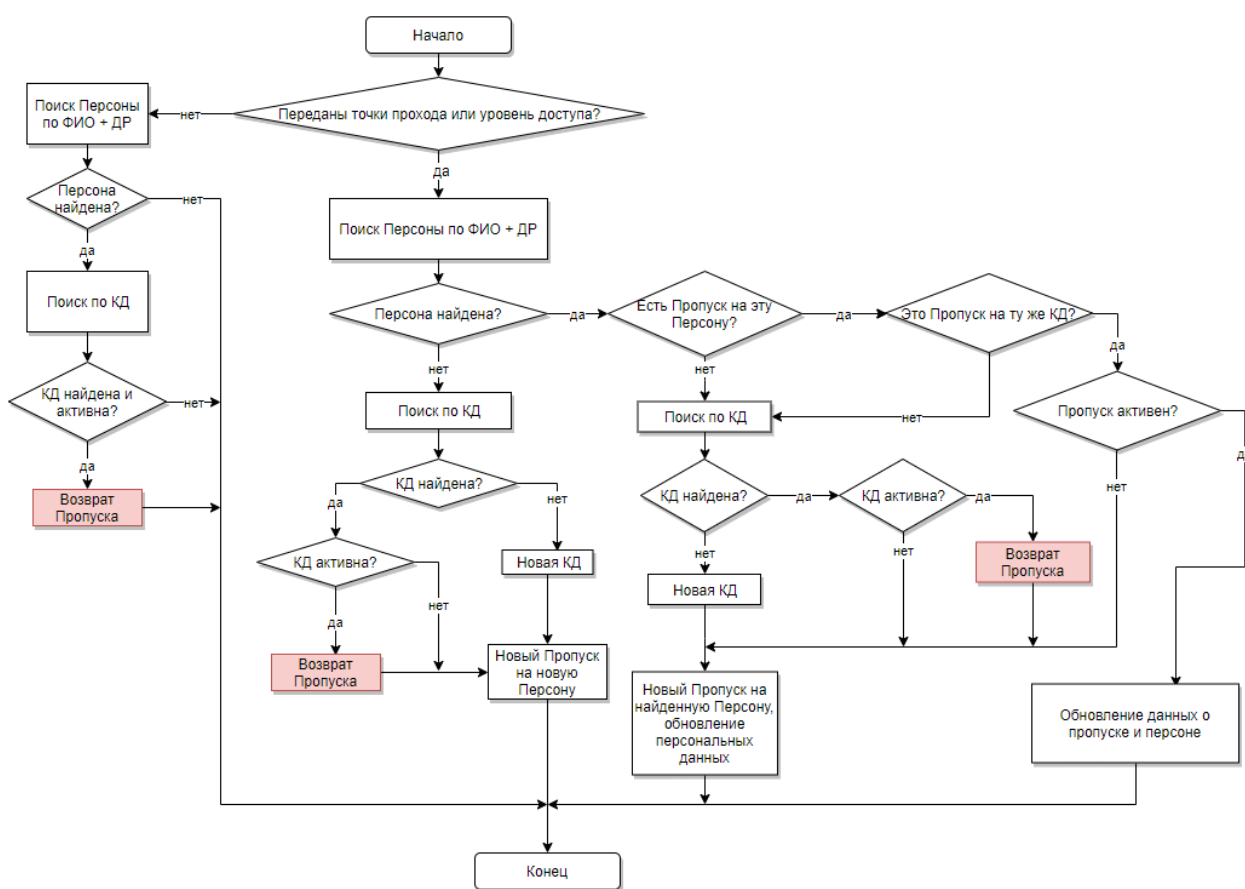 Начало
Переданы точки прохода или уровень доступа?
нет
да
Поиск Персоны
по ФИО + ДР
Персона
найдена?
нет
да
Поиск по КД
КД найдена и
активна?
нет
да
Возврат
Пропуска
Поиск Персоны по ФИО + ДР
Персона найдена?
да
нет
Поиск по КД
КД найдена?
да
нет
КД активна?
нет
да
Новая КД
Возврат
Пропуска
Новый Пропуск
на новую
Персону
Есть Пропуск на эту
Персону?
да
нет
Это Пропуск на ту же КД?
да
нет
Поиск по КД
Пропуск активен?
д
нет
КД найдена?
да
нет
КД активна?
да
нет
Возврат
Пропуска
Новая КД
Новый Пропуск на
найденную Персону,
обновление
персональных
данных
Обновление данных о
пропуске и персоне
Конец